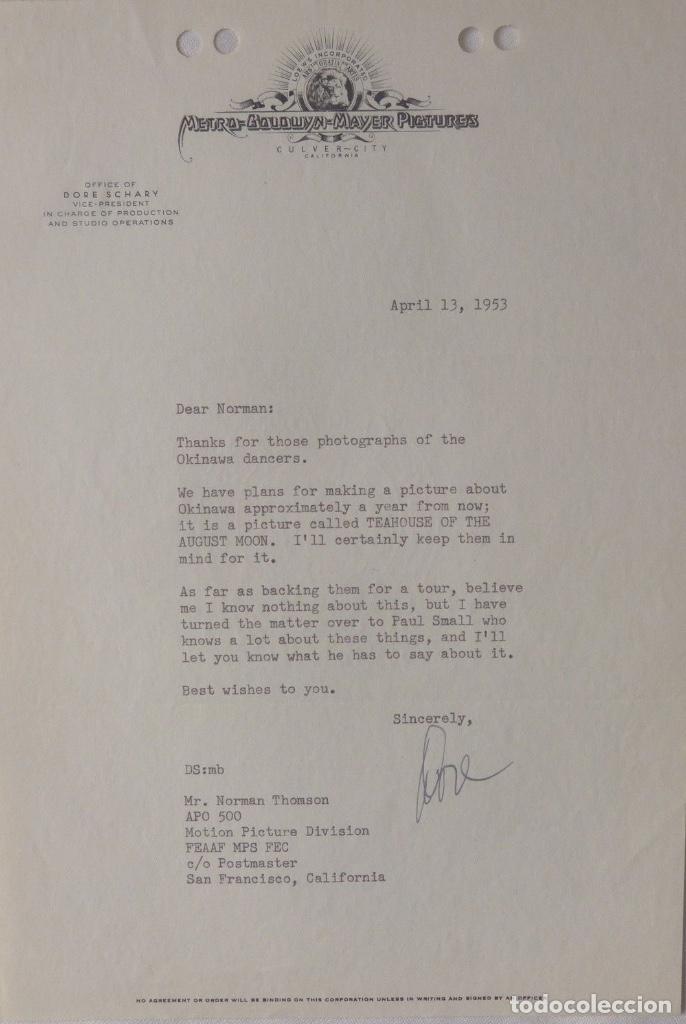 LOEW'S INCORPORATED
ARS GRATIA ARTIS
METRO-GOLDWYN-MAYER PICTURES
CULVER-CITY
CALIFORNIA
OFFICE OF
DORE SCHARY
VICE-PRESIDENT
IN CHARGE OF PRODUCTION
AND STUDIO OPERATIONS
April 13, 1953
Dear Norman:
Thanks for those photographs of the
Okinawa dancers.
We have plans for making a picture about
Okinawa approximately a year from now;
it is a picture called TEAHOUSE OF THE
AUGUST MOON. I'll certainly keep them in
mind for it.
As far as backing them for a tour, believe
me I know nothing about this, but I have
turned the matter over to Paul Small who
knows a lot about these things, and I'll
let you know what he has to say about it.
Best wishes to you.
Sincerely,
Dore
DS:mb
Mr. Norman Thomson
APO 500
Motion Picture Division
FEAAF MPS FEC
c/o Postmaster
San Francisco, California
NO AGREEMENT OR ORDER WILL BE BINDING ON THIS CORPORATION UNLESS IN WRITING AND SIGNED BY AN OFFICER
todocoleccion